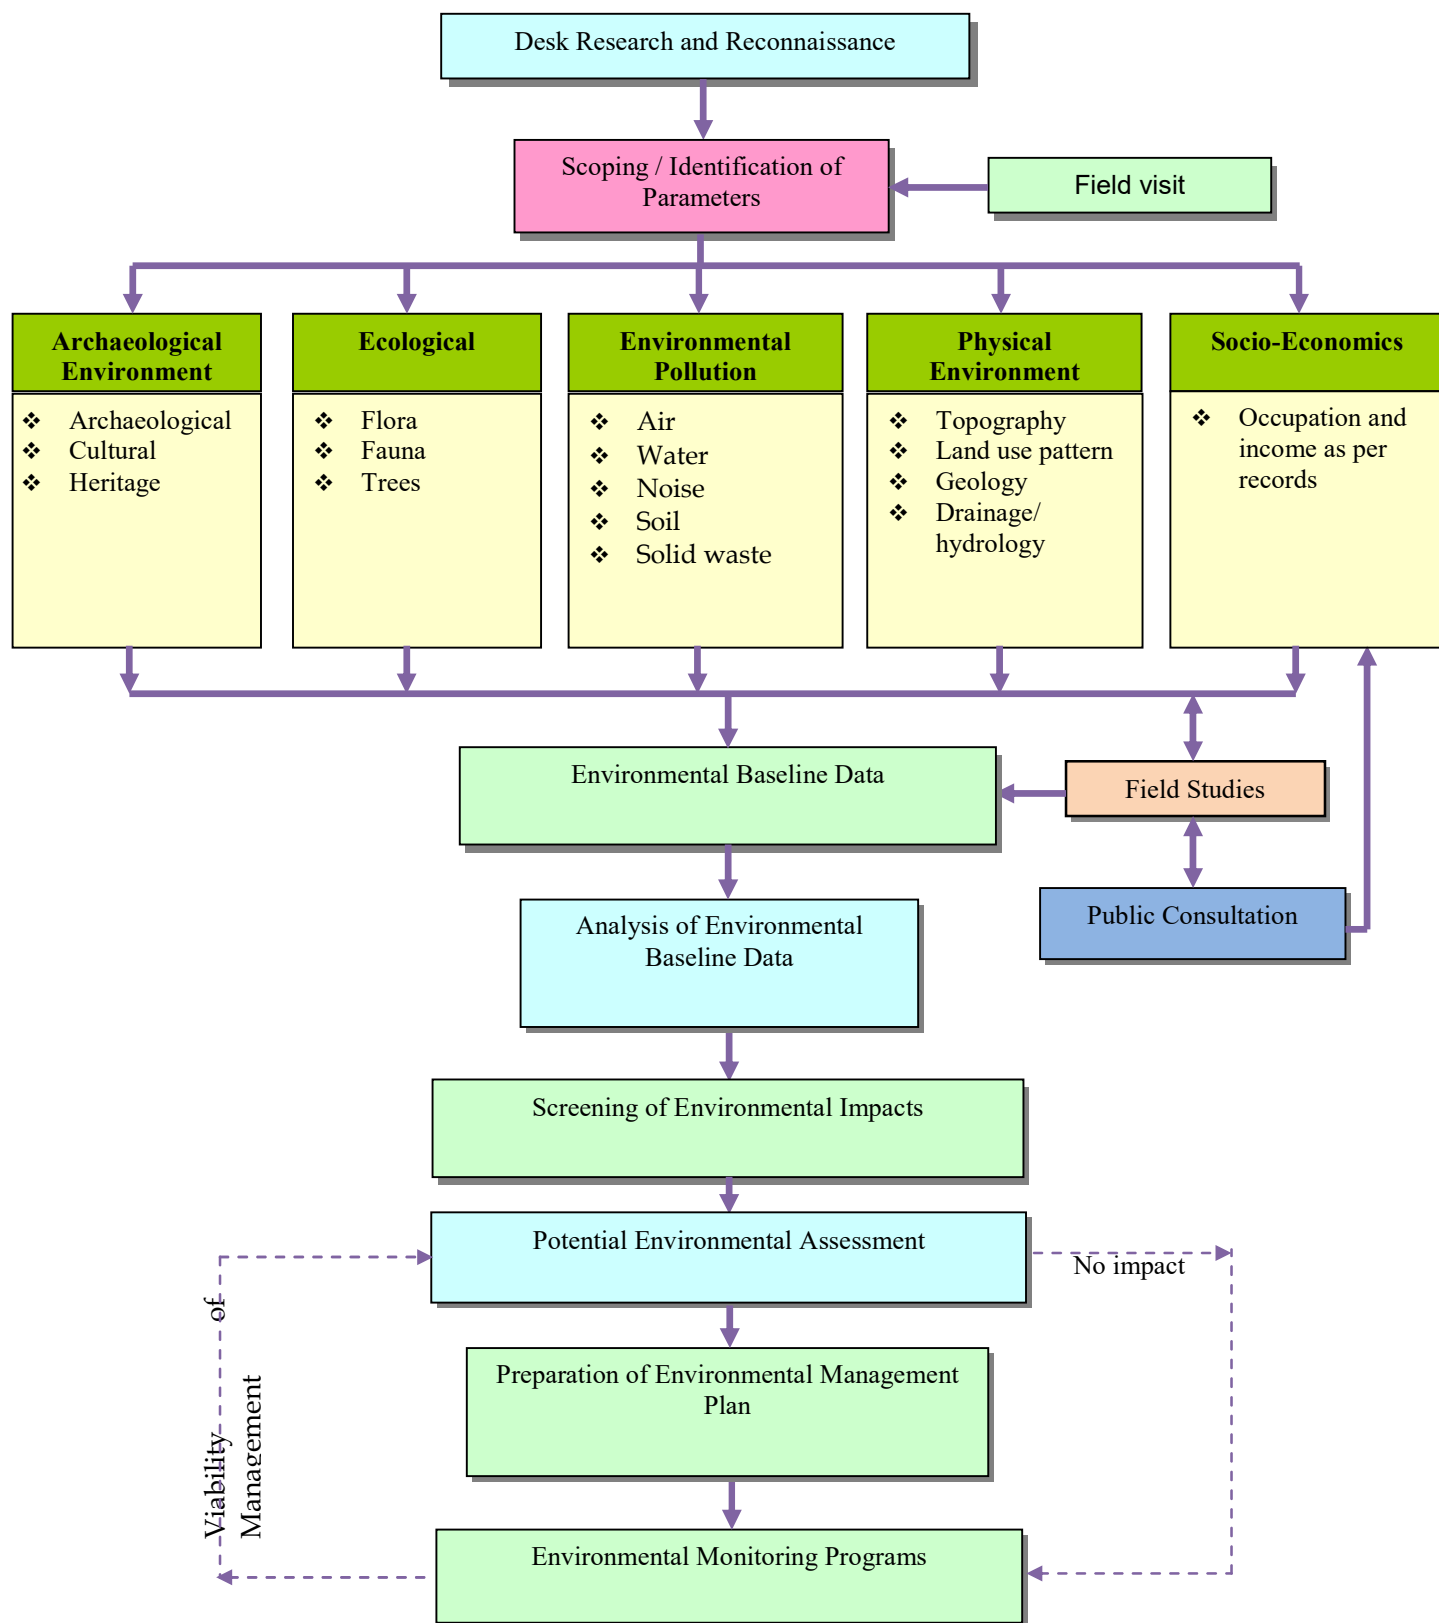 Desk Research and Reconnaissance
Scoping / Identification of
Parameters
Field visit
Archaeological
Environment
❖ Archaeological
❖ Cultural
❖ Heritage
Ecological
❖ Flora
❖ Fauna
❖ Trees
Environmental
Pollution
❖ Air
❖ Water
❖ Noise
❖ Soil
❖ Solid waste
Physical
Environment
❖ Topography
❖ Land use pattern
❖ Geology
❖ Drainage/
hydrology
Socio-Economics
❖ Occupation and
income as per
records
Environmental Baseline Data
Field Studies
Public Consultation
Analysis of Environmental
Baseline Data
Screening of Environmental Impacts
Potential Environmental Assessment
No impact
Viability of
Management
Preparation of Environmental Management
Plan
Environmental Monitoring Programs